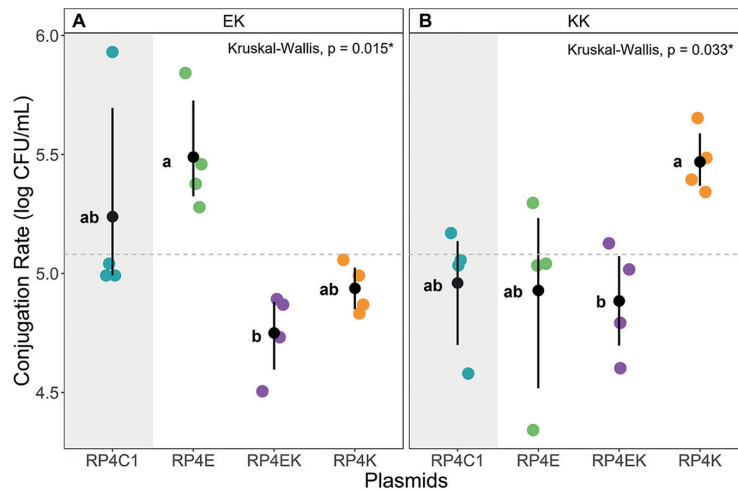 A EK
B KK
Kruskal-Wallis, p = 0.015*
Kruskal-Wallis, p = 0.033*
Conjugation Rate (log CFU/mL)
6.0
5.5
5.0
4.5
ab
a
b
ab
ab
ab
b
a
RP4C1 RP4E RP4EK RP4K
RP4C1 RP4E RP4EK RP4K
Plasmids